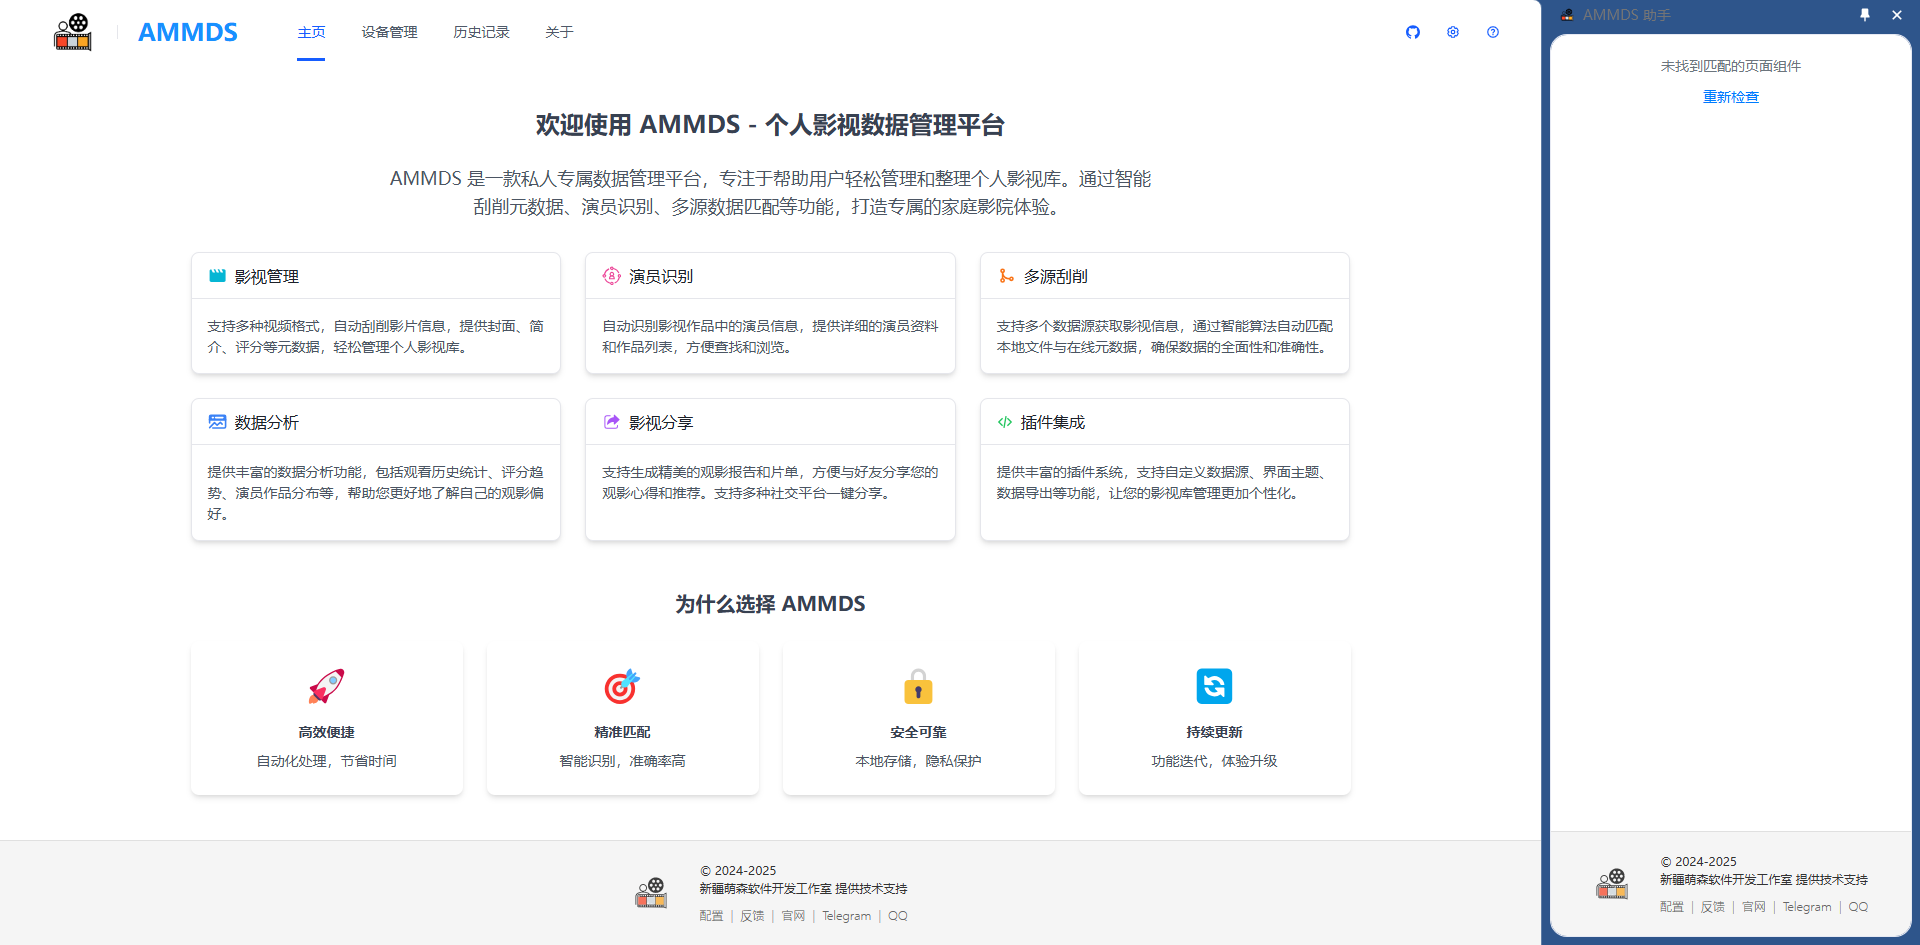 AMMDS
主页
设备管理
历史记录
关于
欢迎使用 AMMDS - 个人影视数据管理平台
AMMDS 是一款私人专属数据管理平台，专注于帮助用户轻松管理和整理个人影视库。通过智能
刮削元数据、演员识别、多源数据匹配等功能，打造专属的家庭影院体验。
影视管理
支持多种视频格式，自动刮削影片信息，提供封面、简
介、评分等元数据，轻松管理个人影视库。
演员识别
自动识别影视作品中的演员信息，提供详细的演员资料
和作品列表，方便查找和浏览。
多源刮削
支持多个数据源获取影视信息，通过智能算法自动匹配
本地文件与在线元数据，确保数据的全面性和准确性。
数据分析
提供丰富的数据分析功能，包括观看历史统计、评分趋
势、演员作品分布等，帮助您更好地了解自己的观影偏
好。
影视分享
支持生成精美的观影报告和片单，方便与好友分享您的
观影心得和推荐。支持多种社交平台一键分享。
插件集成
提供丰富的插件系统，支持自定义数据源、界面主题、
数据导出等功能，让您的影视库管理更加个性化。
为什么选择 AMMDS
高效便捷
自动化处理，节省时间
精准匹配
智能识别，准确率高
安全可靠
本地存储，隐私保护
持续更新
功能迭代，体验升级
© 2024-2025
新疆萌森软件开发工作室 提供技术支持
配置 | 反馈 | 官网 | Telegram | QQ
AMMDS 助手
未找到匹配的页面组件
重新检查
© 2024-2025
新疆萌森软件开发工作室 提供技术支持
配置 | 反馈 | 官网 | Telegram | QQ